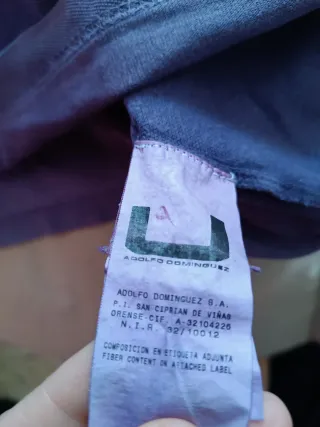 ADOLFO DOMINGUEZ
ADOLFO DOMINGUEZ S.A.
P.I. SAN CIPRIAN DE VIÑAS
ORENSE-CIF. A-32104226
N.I.R. 32/10012
COMPOSICION EN ETIQUETA ADJUNTA
FIBER CONTENT ON ATTACHED LABEL